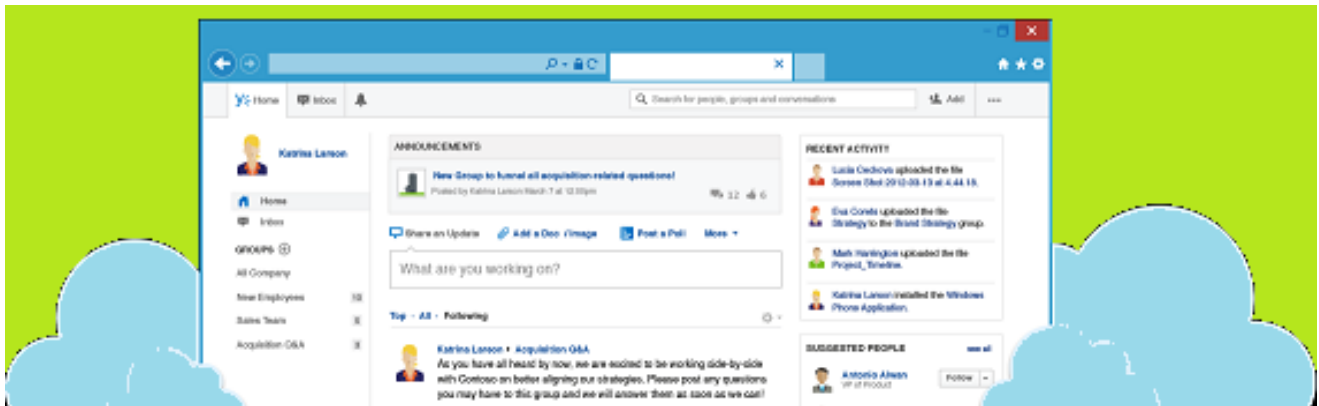 Home
Inbox
Search for people, groups and conversations
Add
Katrina Larson
Home
Inbox
GROUPS
All Company
New Employees 10
Sales Team
Acquisition Q&A
ANNOUNCEMENTS
New Group to funnel all acquisition related questions!
Posted by Katrina Larson March 7 at 12:00pm
12 6
Share an Update
Add a Doc / Image
Post a Poll
More
What are you working on?
Top · All · Following
Katrina Larson › Acquisition Q&A
As you have all heard by now, we are excited to be working side-by-side
with Contoso on better aligning our strategies. Please post any questions
you may have to this group and we will answer them as soon as we can!
RECENT ACTIVITY
Lucia Cechova uploaded the file
Screen Shot 2012-03-13 at 4.44.18.
Eva Conets uploaded the file
Strategy to the Brand Strategy group.
Mark Harrington uploaded the file
Project_Timeline.
Katrina Larson installed the Windows
Phone Application.
SUGGESTED PEOPLE see all
Antonio Alwan
VP of Product
Follow